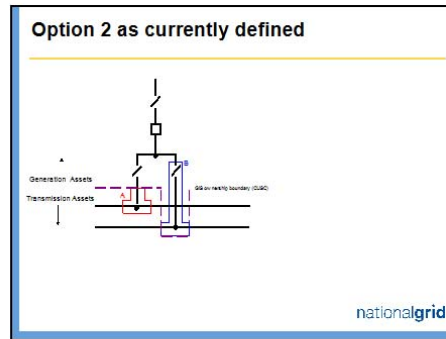 Option 2 as currently defined
B
Generation Assets
GIS ownership boundary (CUSC)
A
Transmission Assets
nationalgrid